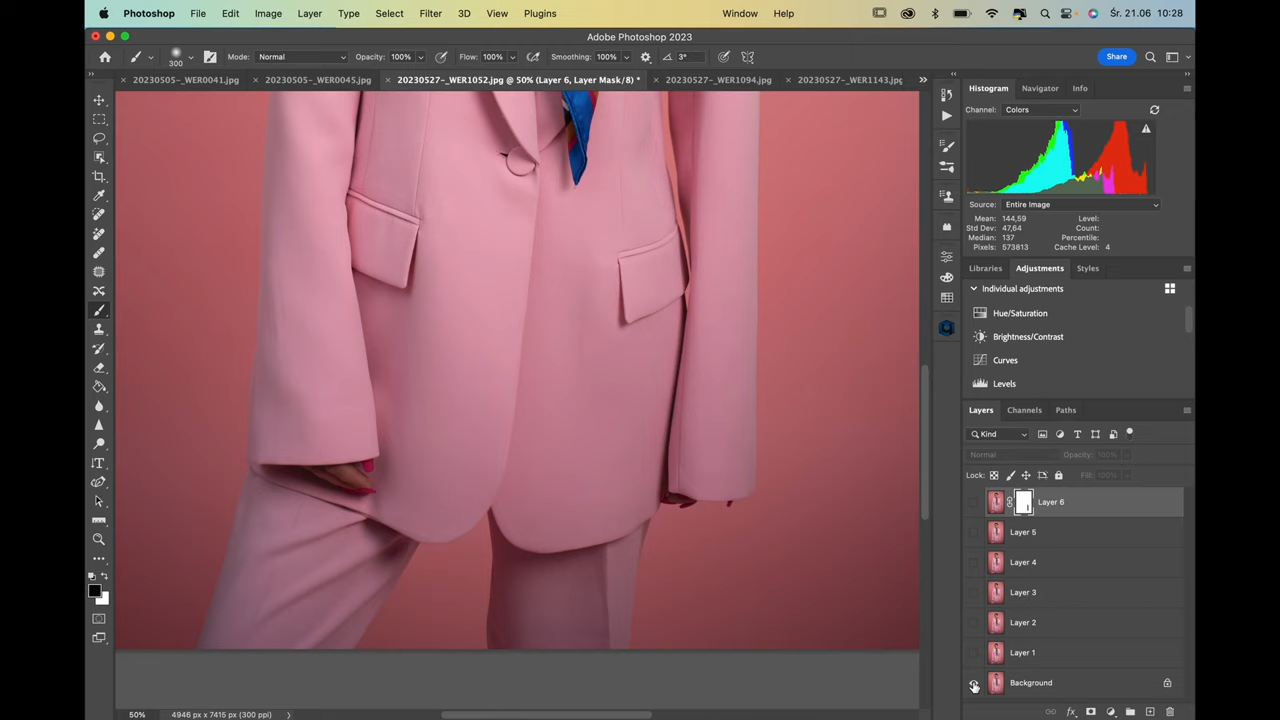 Photoshop File Edit Image Layer Type Select Filter 3D View Plugins Window Help Śr. 21.06 10:28
Adobe Photoshop 2023
300 Mode: Normal Opacity: 100% Flow: 100% Smoothing: 100% 3° Share
20230505-_WER0041.jpg 20230505-_WER0045.jpg 20230527-_WER1052.jpg @ 50% (Layer 6, Layer Mask/8) * 20230527-_WER1094.jpg 20230527-_WER1143.jpg
Histogram Navigator Info
Channel: Colors
Source: Entire Image
Mean: 144,59 Level:
Std Dev: 47,64 Count:
Median: 137 Percentile:
Pixels: 573813 Cache Level: 4
Libraries Adjustments Styles
Individual adjustments
Hue/Saturation
Brightness/Contrast
Curves
Levels
Layers Channels Paths
Kind
Normal Opacity: 100%
Lock: Fill: 100%
Layer 6
Layer 5
Layer 4
Layer 3
Layer 2
Layer 1
Background
50% 4946 px x 7415 px (300 ppi)